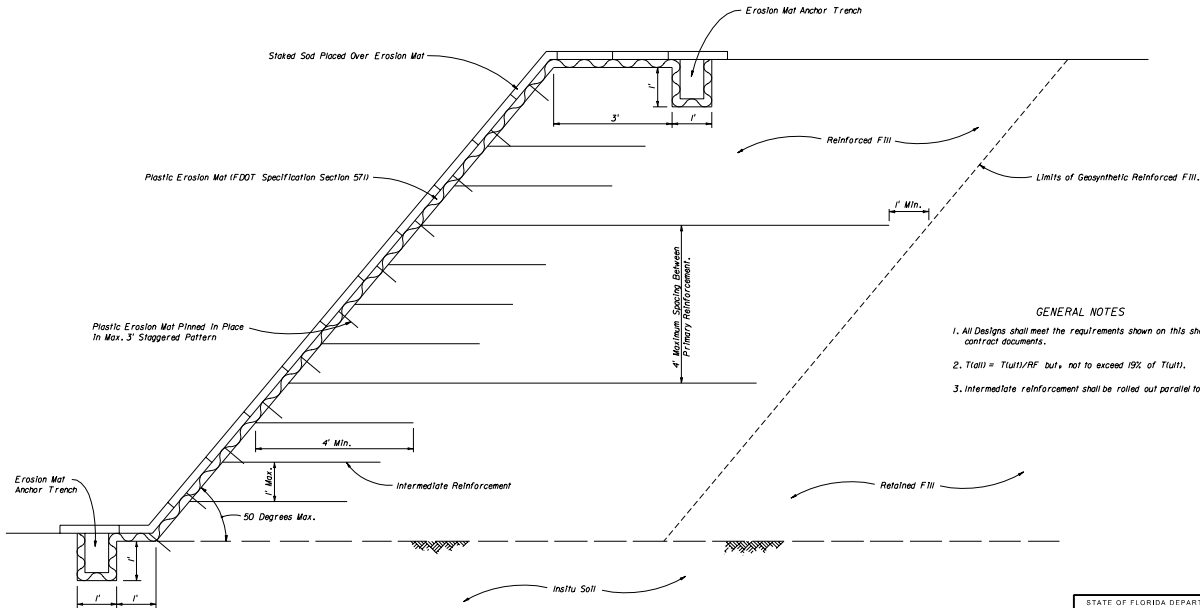 Erosion Mat Anchor Trench
Staked Sod Placed Over Erosion Mat
1'
3'
1'
Reinforced Fill
Plastic Erosion Mat (FDOT Specification Section 571)
Limits of Geosynthetic Reinforced Fill.
1' Min.
4' Maximum Spacing Between
Primary Reinforcement.
Plastic Erosion Mat Pinned In Place
In Max. 3' Staggered Pattern
GENERAL NOTES
1. All Designs shall meet the requirements shown on this
contract documents.
2. T(all) = T(ult)/RF but, not to exceed 19% of T(ult).
3. Intermediate reinforcement shall be rolled out parallel to
4' Min.
Erosion Mat
Anchor Trench
1' Max.
Intermediate Reinforcement
Retained Fill
50 Degrees Max.
1'
1'
1'
Insitu Soil
STATE OF FLORIDA